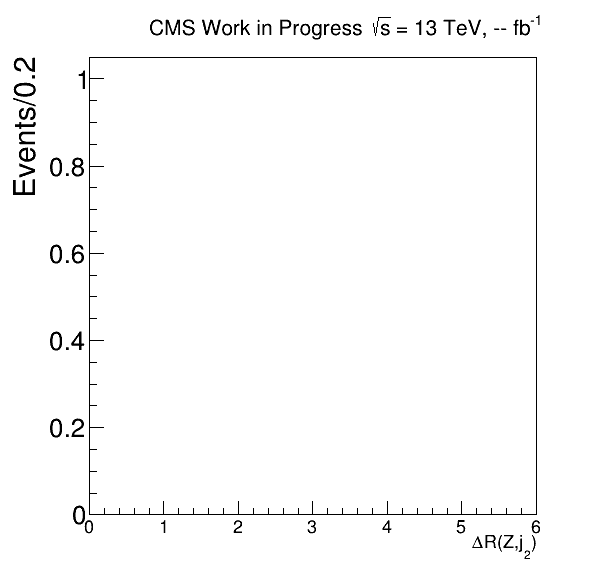 CMS Work in Progress √s = 13 TeV, -- fb⁻¹
Events/0.2
1
0.8
0.6
0.4
0.2
0
0 1 2 3 4 5 6
ΔR(Z,j₂)